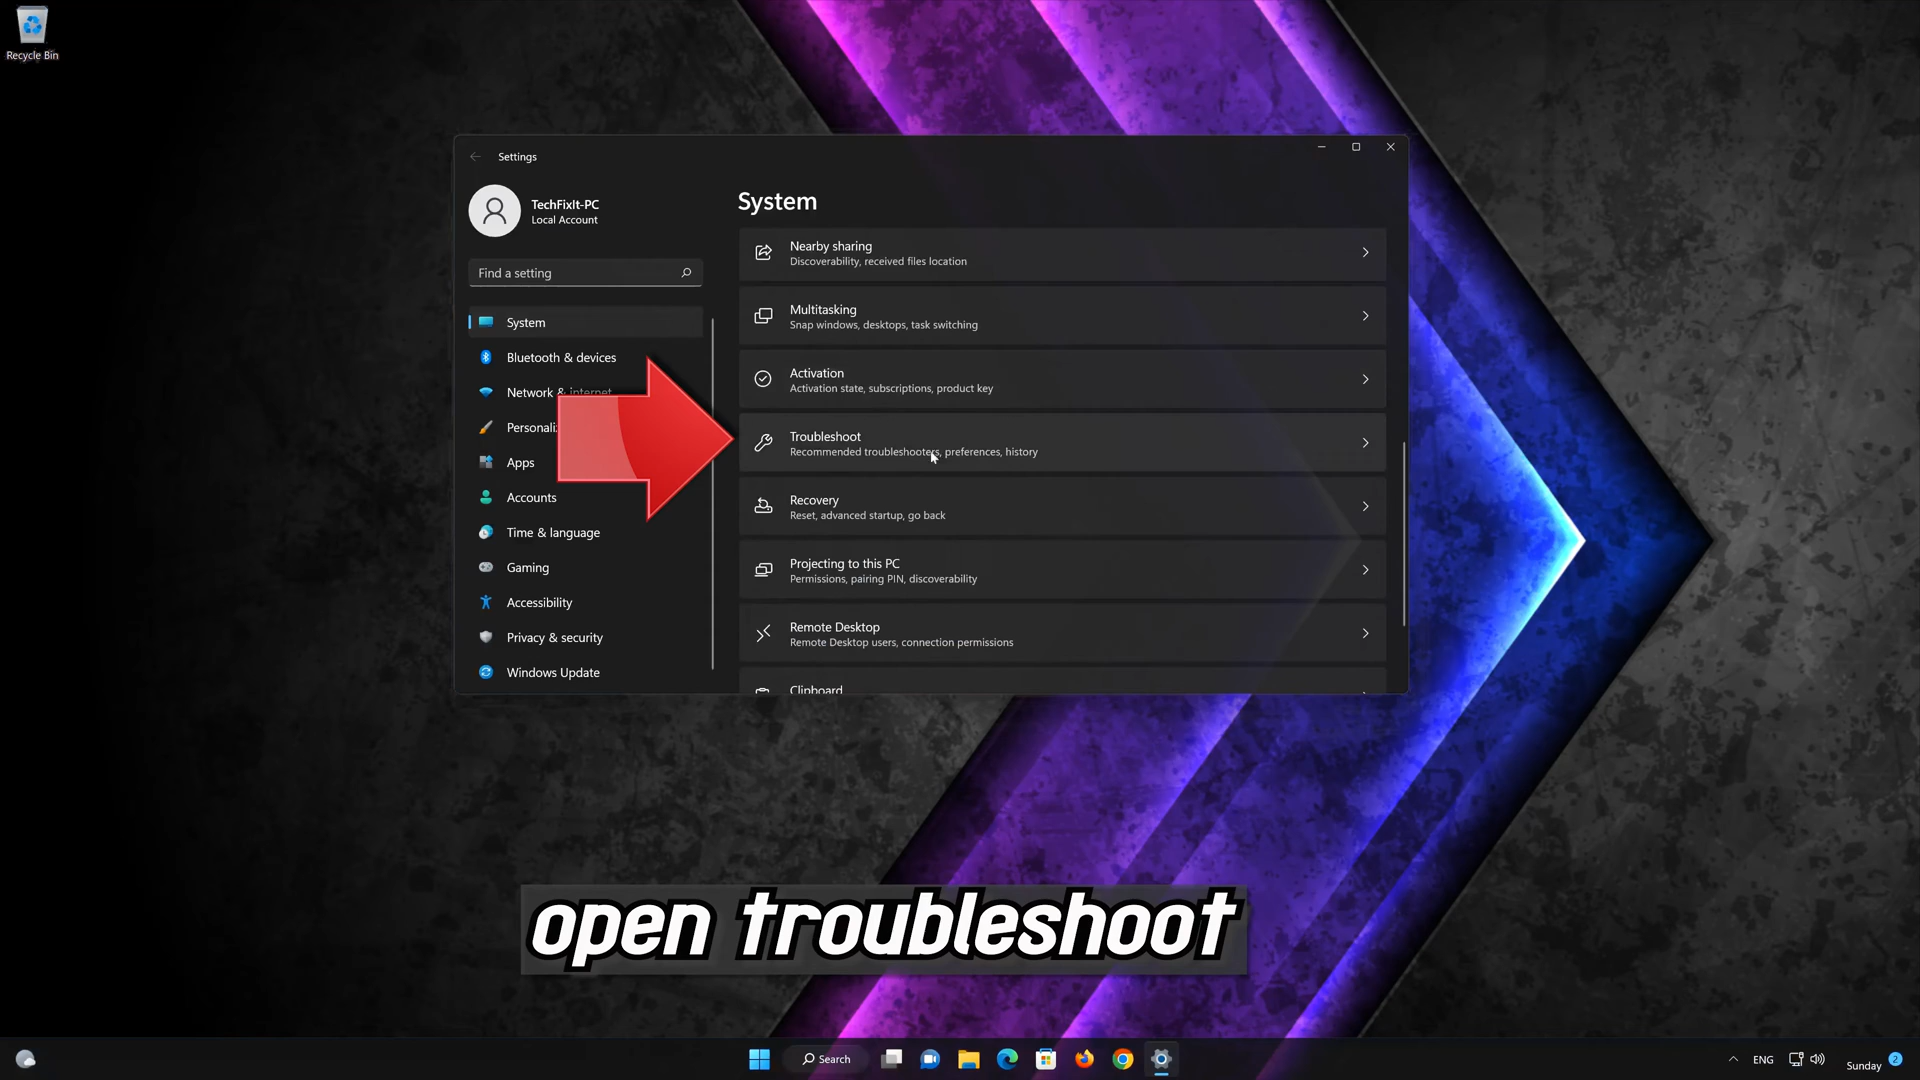 Recycle Bin
Settings
TechFixIt-PC
Local Account
Find a setting
System
Bluetooth & devices
Network & internet
Personali
Apps
Accounts
Time & language
Gaming
Accessibility
Privacy & security
Windows Update
System
Nearby sharing
Discoverability, received files location
Multitasking
Snap windows, desktops, task switching
Activation
Activation state, subscriptions, product key
Troubleshoot
Recommended troubleshooters, preferences, history
Recovery
Reset, advanced startup, go back
Projecting to this PC
Permissions, pairing PIN, discoverability
Remote Desktop
Remote Desktop users, connection permissions
Clipboard
open troubleshoot
Search
ENG
Sunday
2